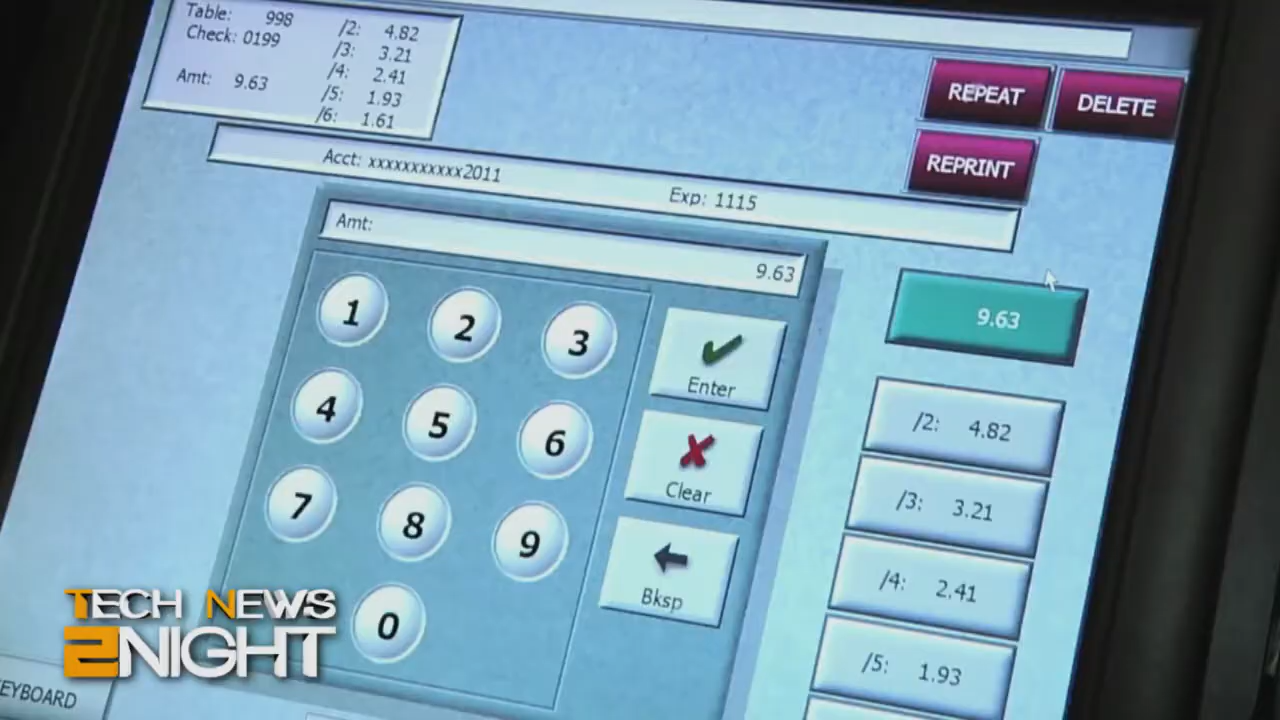 Table: 998
Check: 0199
Amt: 9.63
/2: 4.82
/3: 3.21
/4: 2.41
/5: 1.93
/6: 1.61
REPEAT
DELETE
REPRINT
Acct: xxxxxxxxxxx2011 Exp: 1115
Amt:
9.63
1 2 3
4 5 6
7 8 9
0
Enter
Clear
Bksp
9.63
/2: 4.82
/3: 3.21
/4: 2.41
/5: 1.93
TECH NEWS
2NIGHT
EYBOARD